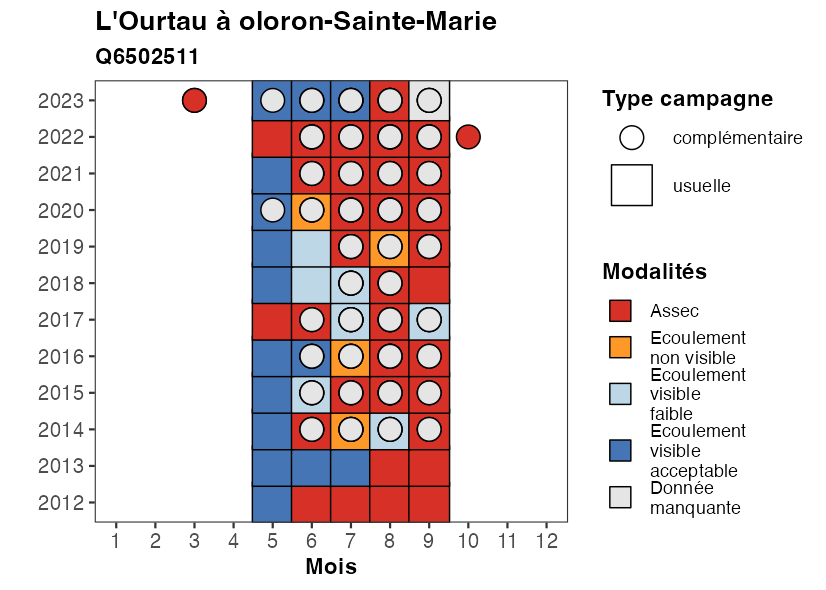 L'Ourtau à oloron-Sainte-Marie
Q6502511
2023
2022
2021
2020
2019
2018
2017
2016
2015
2014
2013
2012
1 2 3 4 5 6 7 8 9 10 11 12
Mois
Type campagne
complémentaire
usuelle
Modalités
Assec
Ecoulement
non visible
Ecoulement
visible
faible
Ecoulement
visible
acceptable
Donnée
manquante